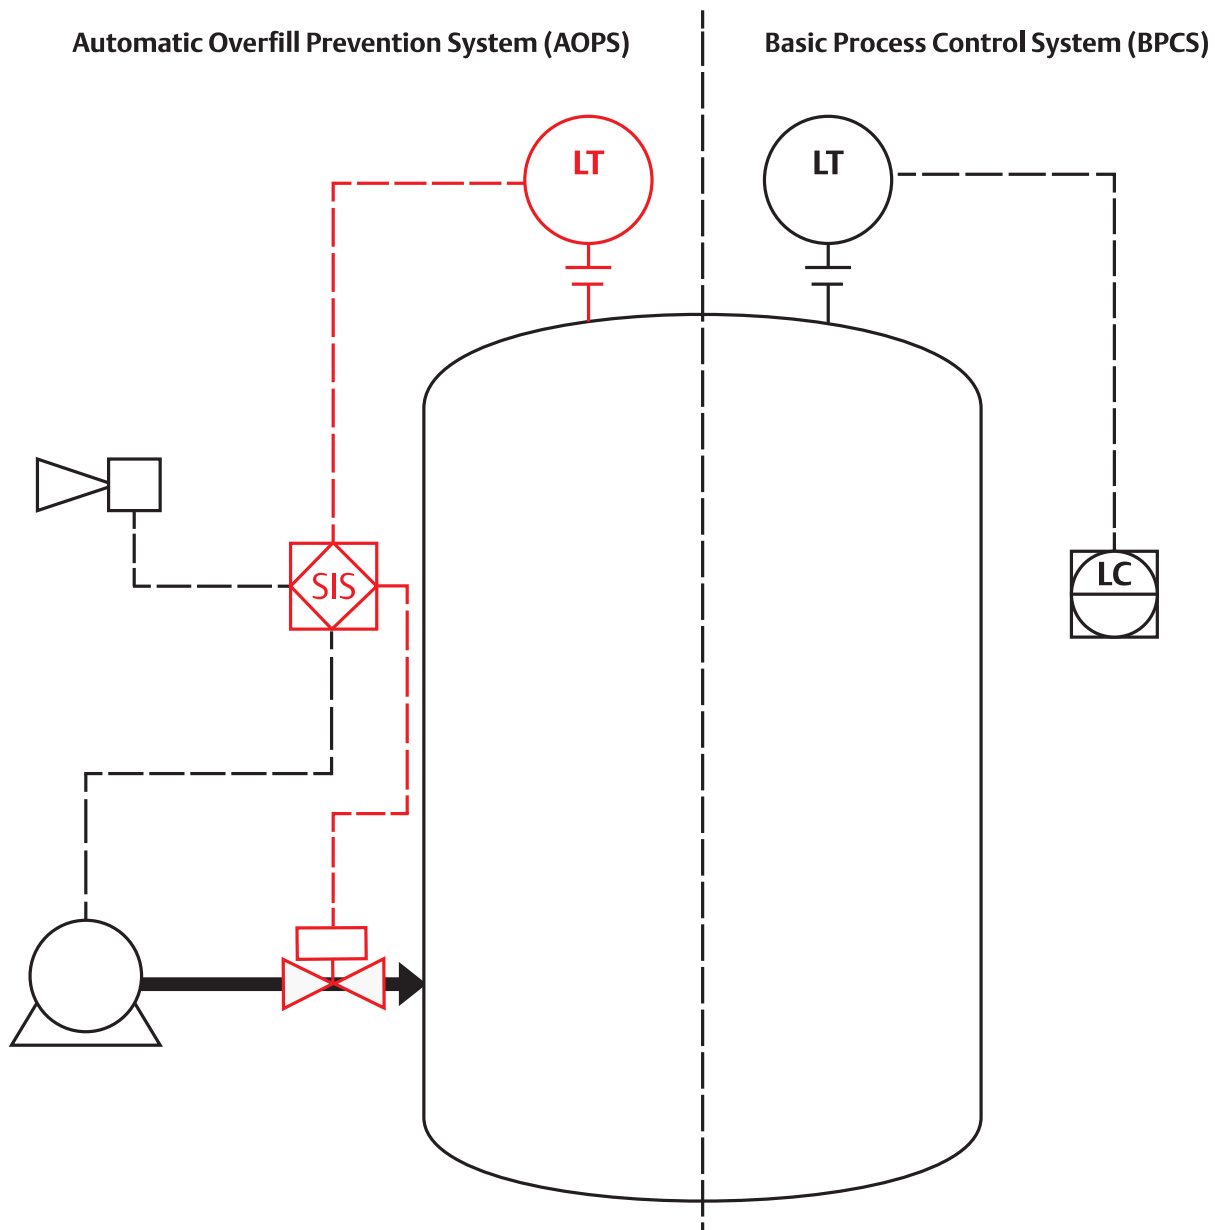 Automatic Overfill Prevention System (AOPS)
Basic Process Control System (BPCS)
LT
LT
SIS
LC